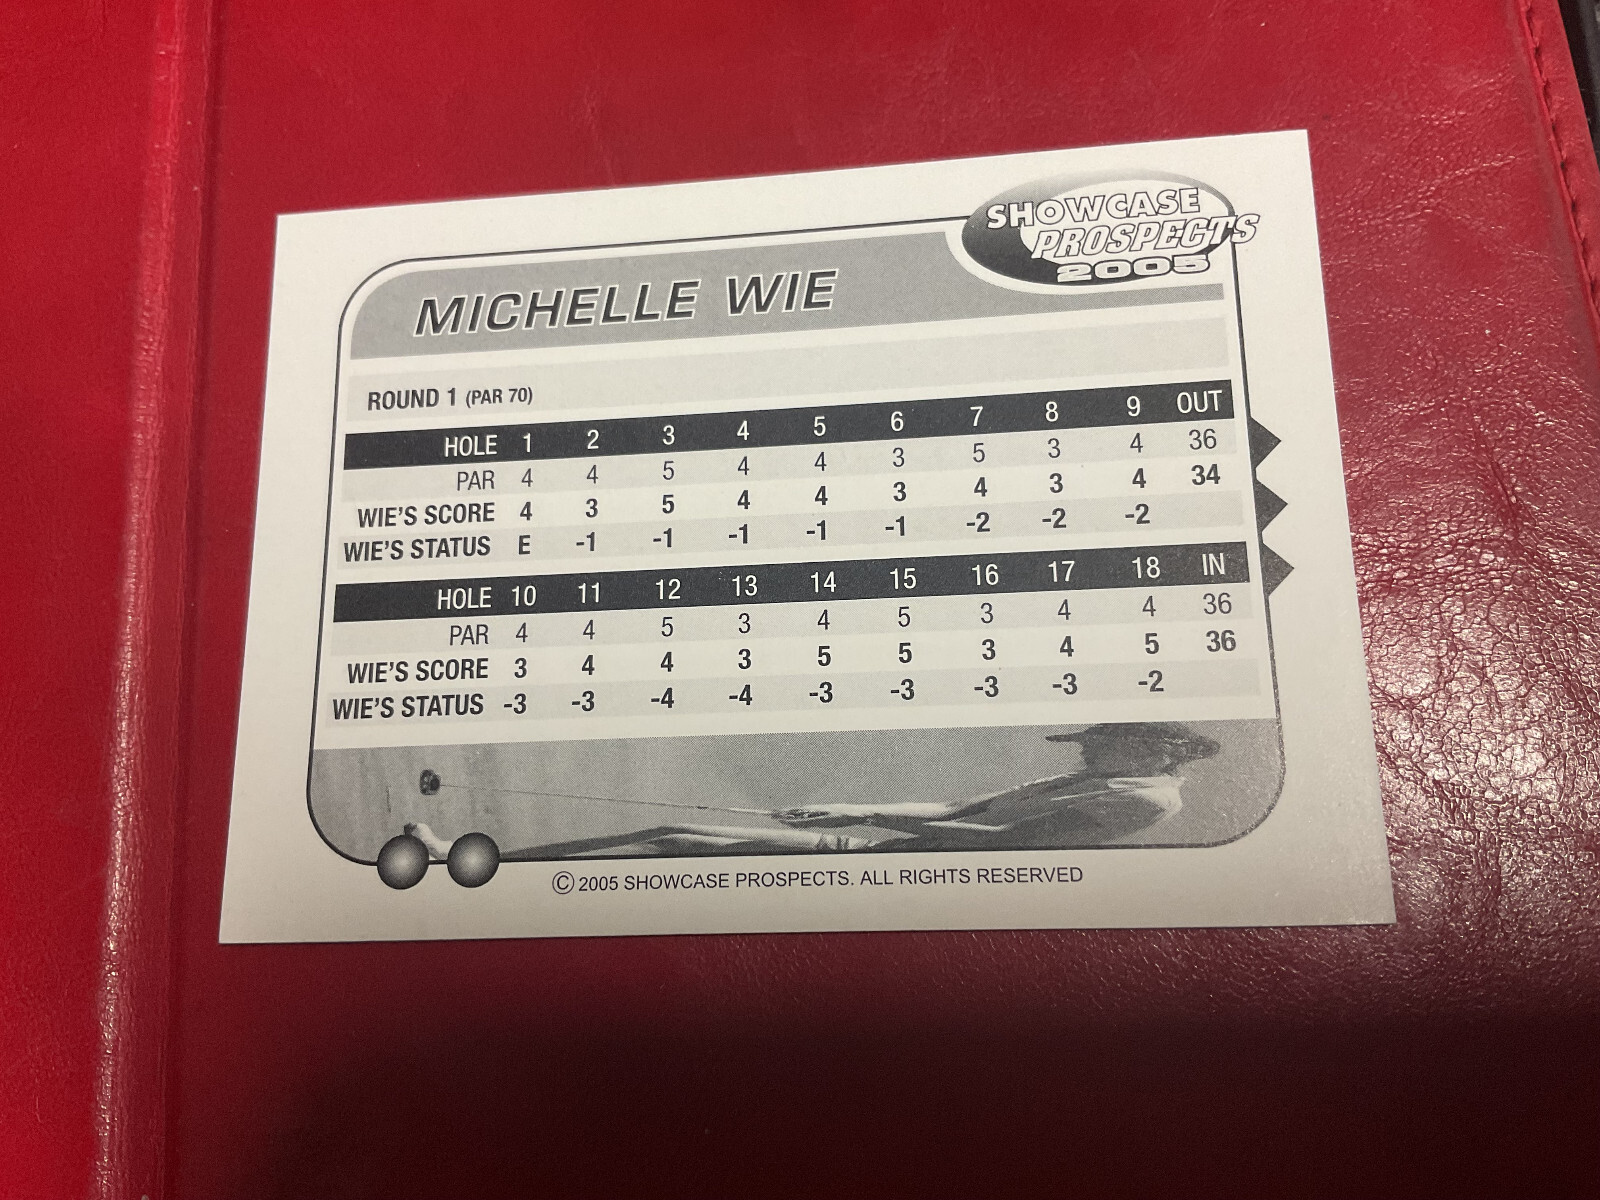 SHOWCASE
PROSPECTS
2005
MICHELLE WIE
ROUND 1 (PAR 70)
HOLE 1 2 3 4 5 6 7 8 9 OUT
PAR 4 4 5 4 4 3 5 3 4 36
WIE'S SCORE 4 3 5 4 4 3 4 3 4 34
WIE'S STATUS E -1 -1 -1 -1 -1 -2 -2 -2
HOLE 10 11 12 13 14 15 16 17 18 IN
PAR 4 4 5 3 4 5 3 4 4 36
WIE'S SCORE 3 4 4 3 5 5 3 4 5 36
WIE'S STATUS -3 -3 -4 -4 -3 -3 -3 -3 -2
© 2005 SHOWCASE PROSPECTS. ALL RIGHTS RESERVED